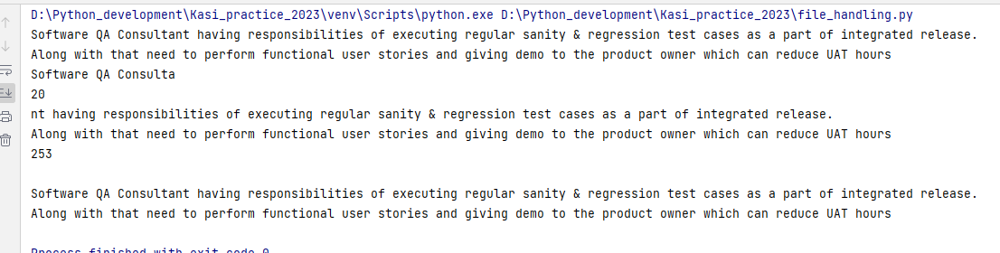 D:\Python_development\Kasi_practice_2023\venv\Scripts\python.exe D:\Python_development\Kasi_practice_2023\file_handling.py
Software QA Consultant having responsibilities of executing regular sanity & regression test cases as a part of integrated release.
Along with that need to perform functional user stories and giving demo to the product owner which can reduce UAT hours
Software QA Consulta
20
nt having responsibilities of executing regular sanity & regression test cases as a part of integrated release.
Along with that need to perform functional user stories and giving demo to the product owner which can reduce UAT hours
253
Software QA Consultant having responsibilities of executing regular sanity & regression test cases as a part of integrated release.
Along with that need to perform functional user stories and giving demo to the product owner which can reduce UAT hours
Process finished with exit code 0